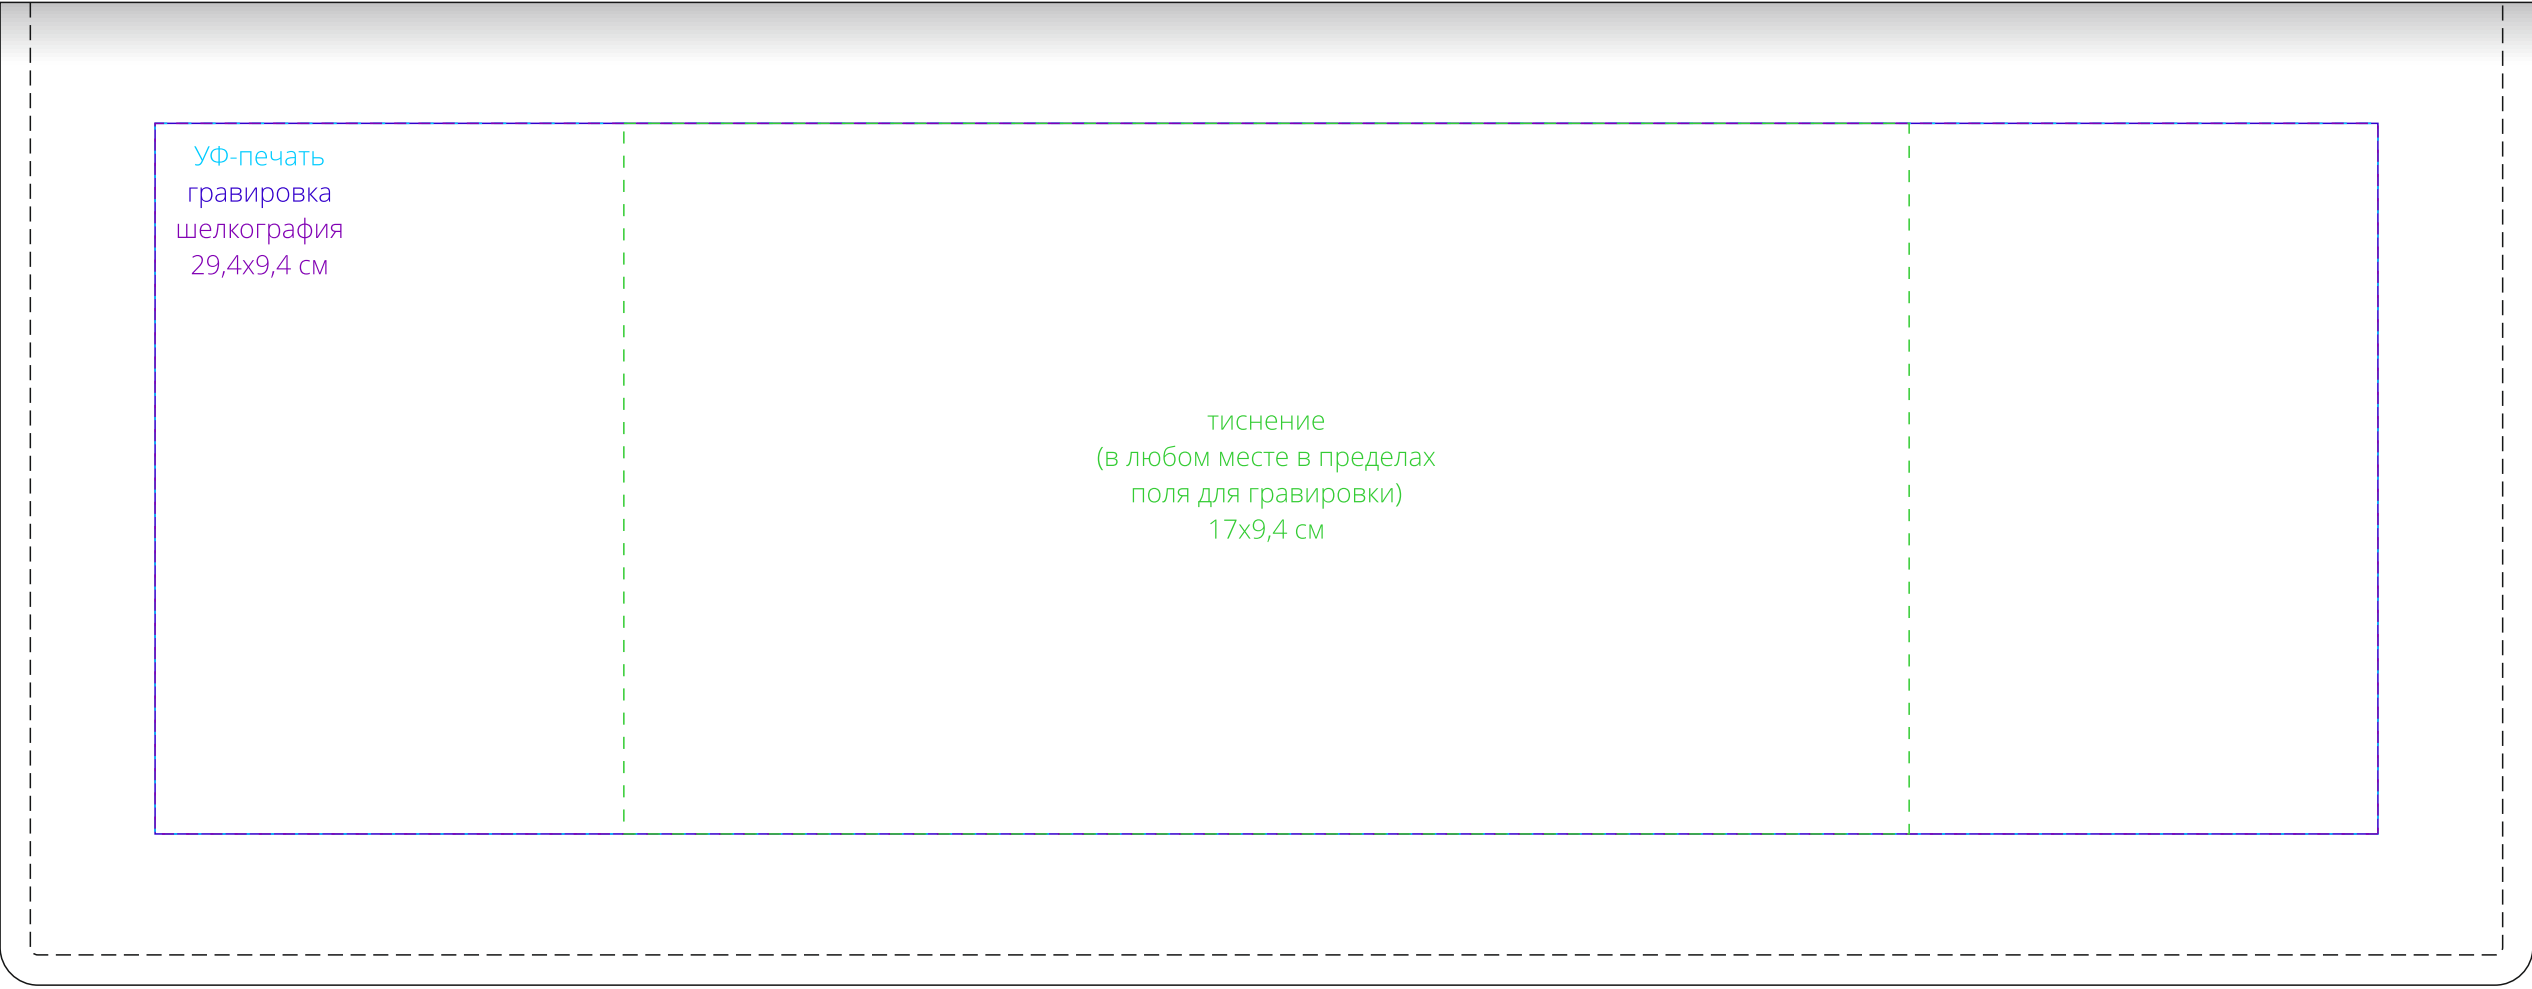 УФ-печать
гравировка
шелкография
29,4х9,4 см
тиснение
(в любом месте в пределах
поля для гравировки)
17х9,4 см